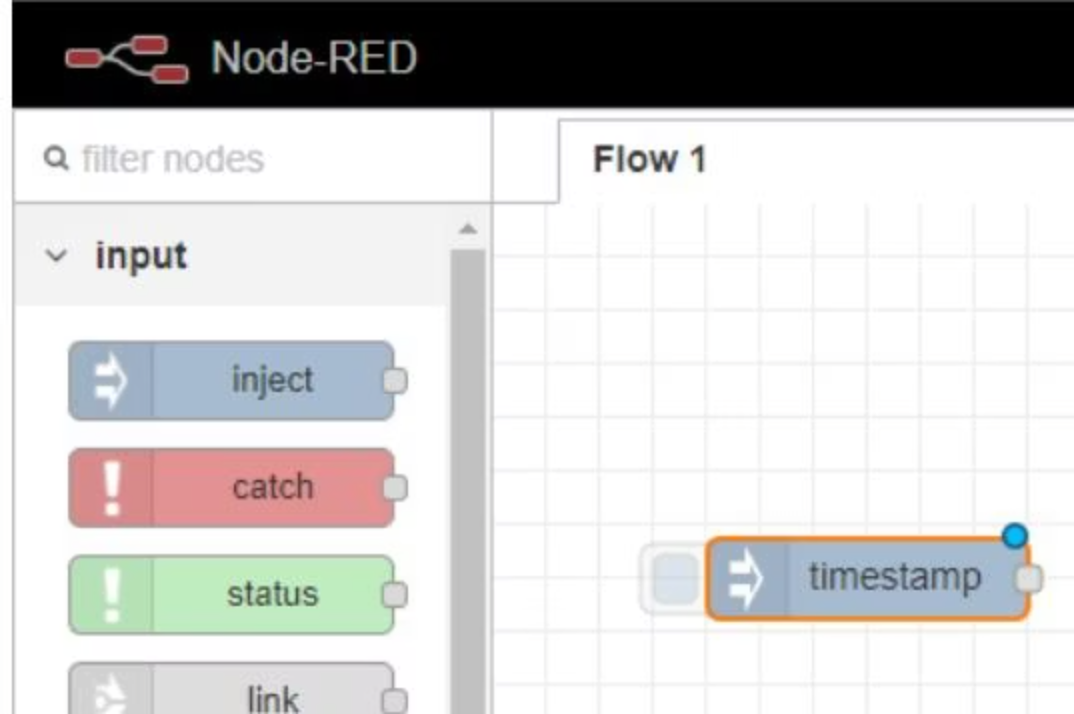 Node-RED
filter nodes
Flow 1
input
inject
catch
status
timestamp
link